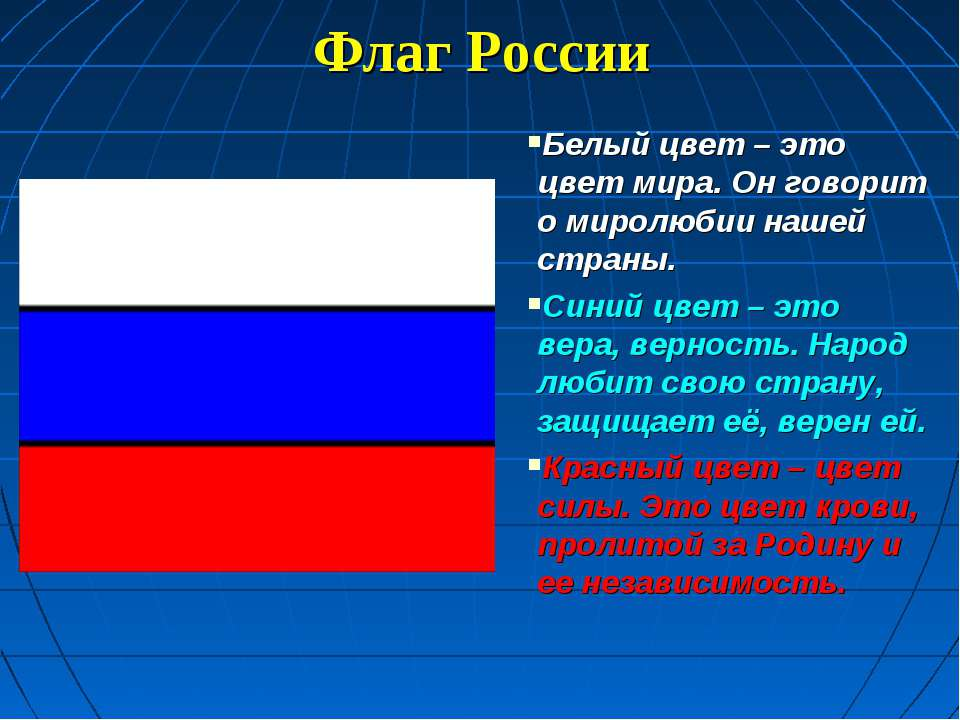 Флаг России
Белый цвет – это
цвет мира. Он говорит
о миролюбии нашей
страны.
Синий цвет – это
вера, верность. Народ
любит свою страну,
защищает её, верен ей.
Красный цвет – цвет
силы. Это цвет крови,
пролитой за Родину и
ее независимость.